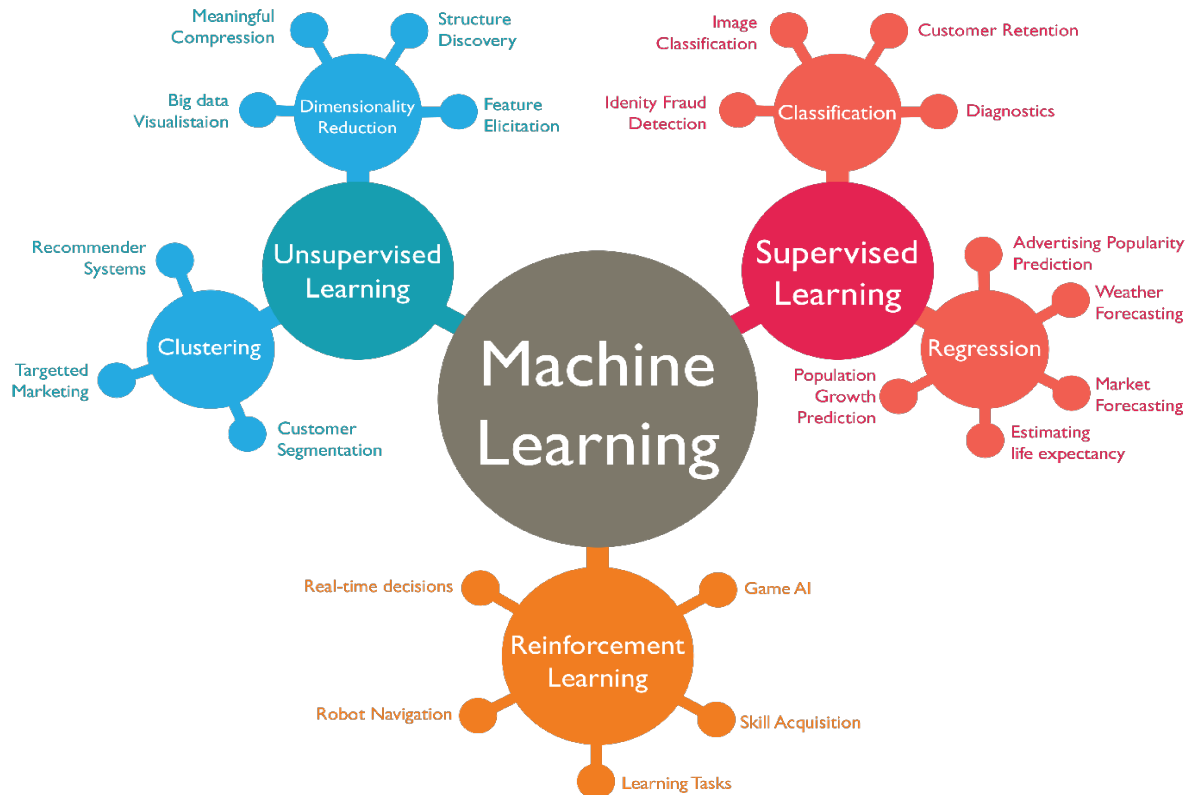 Meaningful
Compression
Structure
Discovery
Big data
Visualistaion
Dimensionality
Reduction
Feature
Elicitation
Image
Classification
Customer Retention
Idenity Fraud
Detection
Classification
Diagnostics
Unsupervised
Learning
Supervised
Learning
Recommender
Systems
Clustering
Targetted
Marketing
Customer
Segmentation
Advertising Popularity
Prediction
Weather
Forecasting
Regression
Population
Growth
Prediction
Market
Forecasting
Estimating
life expectancy
Machine
Learning
Real-time decisions
Game AI
Reinforcement
Learning
Robot Navigation
Skill Acquisition
Learning Tasks